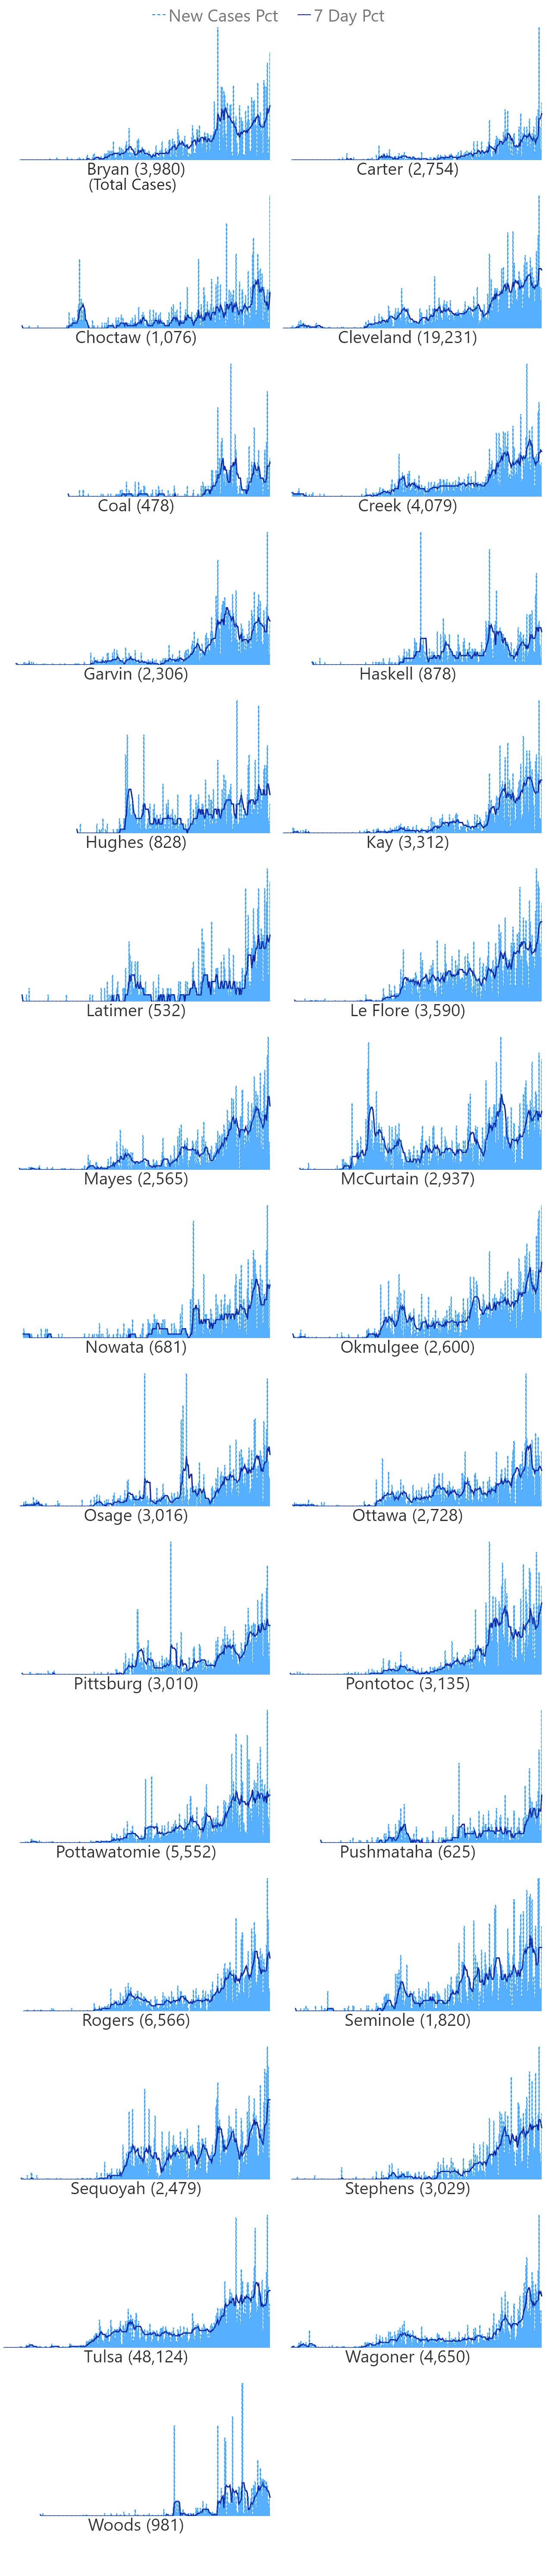 New Cases Pct 7 Day Pct
Bryan (3,980)
(Total Cases)
Carter (2,754)
Choctaw (1,076)
Cleveland (19,231)
Coal (478)
Creek (4,079)
Garvin (2,306)
Haskell (878)
Hughes (828)
Kay (3,312)
Latimer (532)
Le Flore (3,590)
Mayes (2,565)
McCurtain (2,937)
Nowata (681)
Okmulgee (2,600)
Osage (3,016)
Ottawa (2,728)
Pittsburg (3,010)
Pontotoc (3,135)
Pottawatomie (5,552)
Pushmataha (625)
Rogers (6,566)
Seminole (1,820)
Sequoyah (2,479)
Stephens (3,029)
Tulsa (48,124)
Wagoner (4,650)
Woods (981)